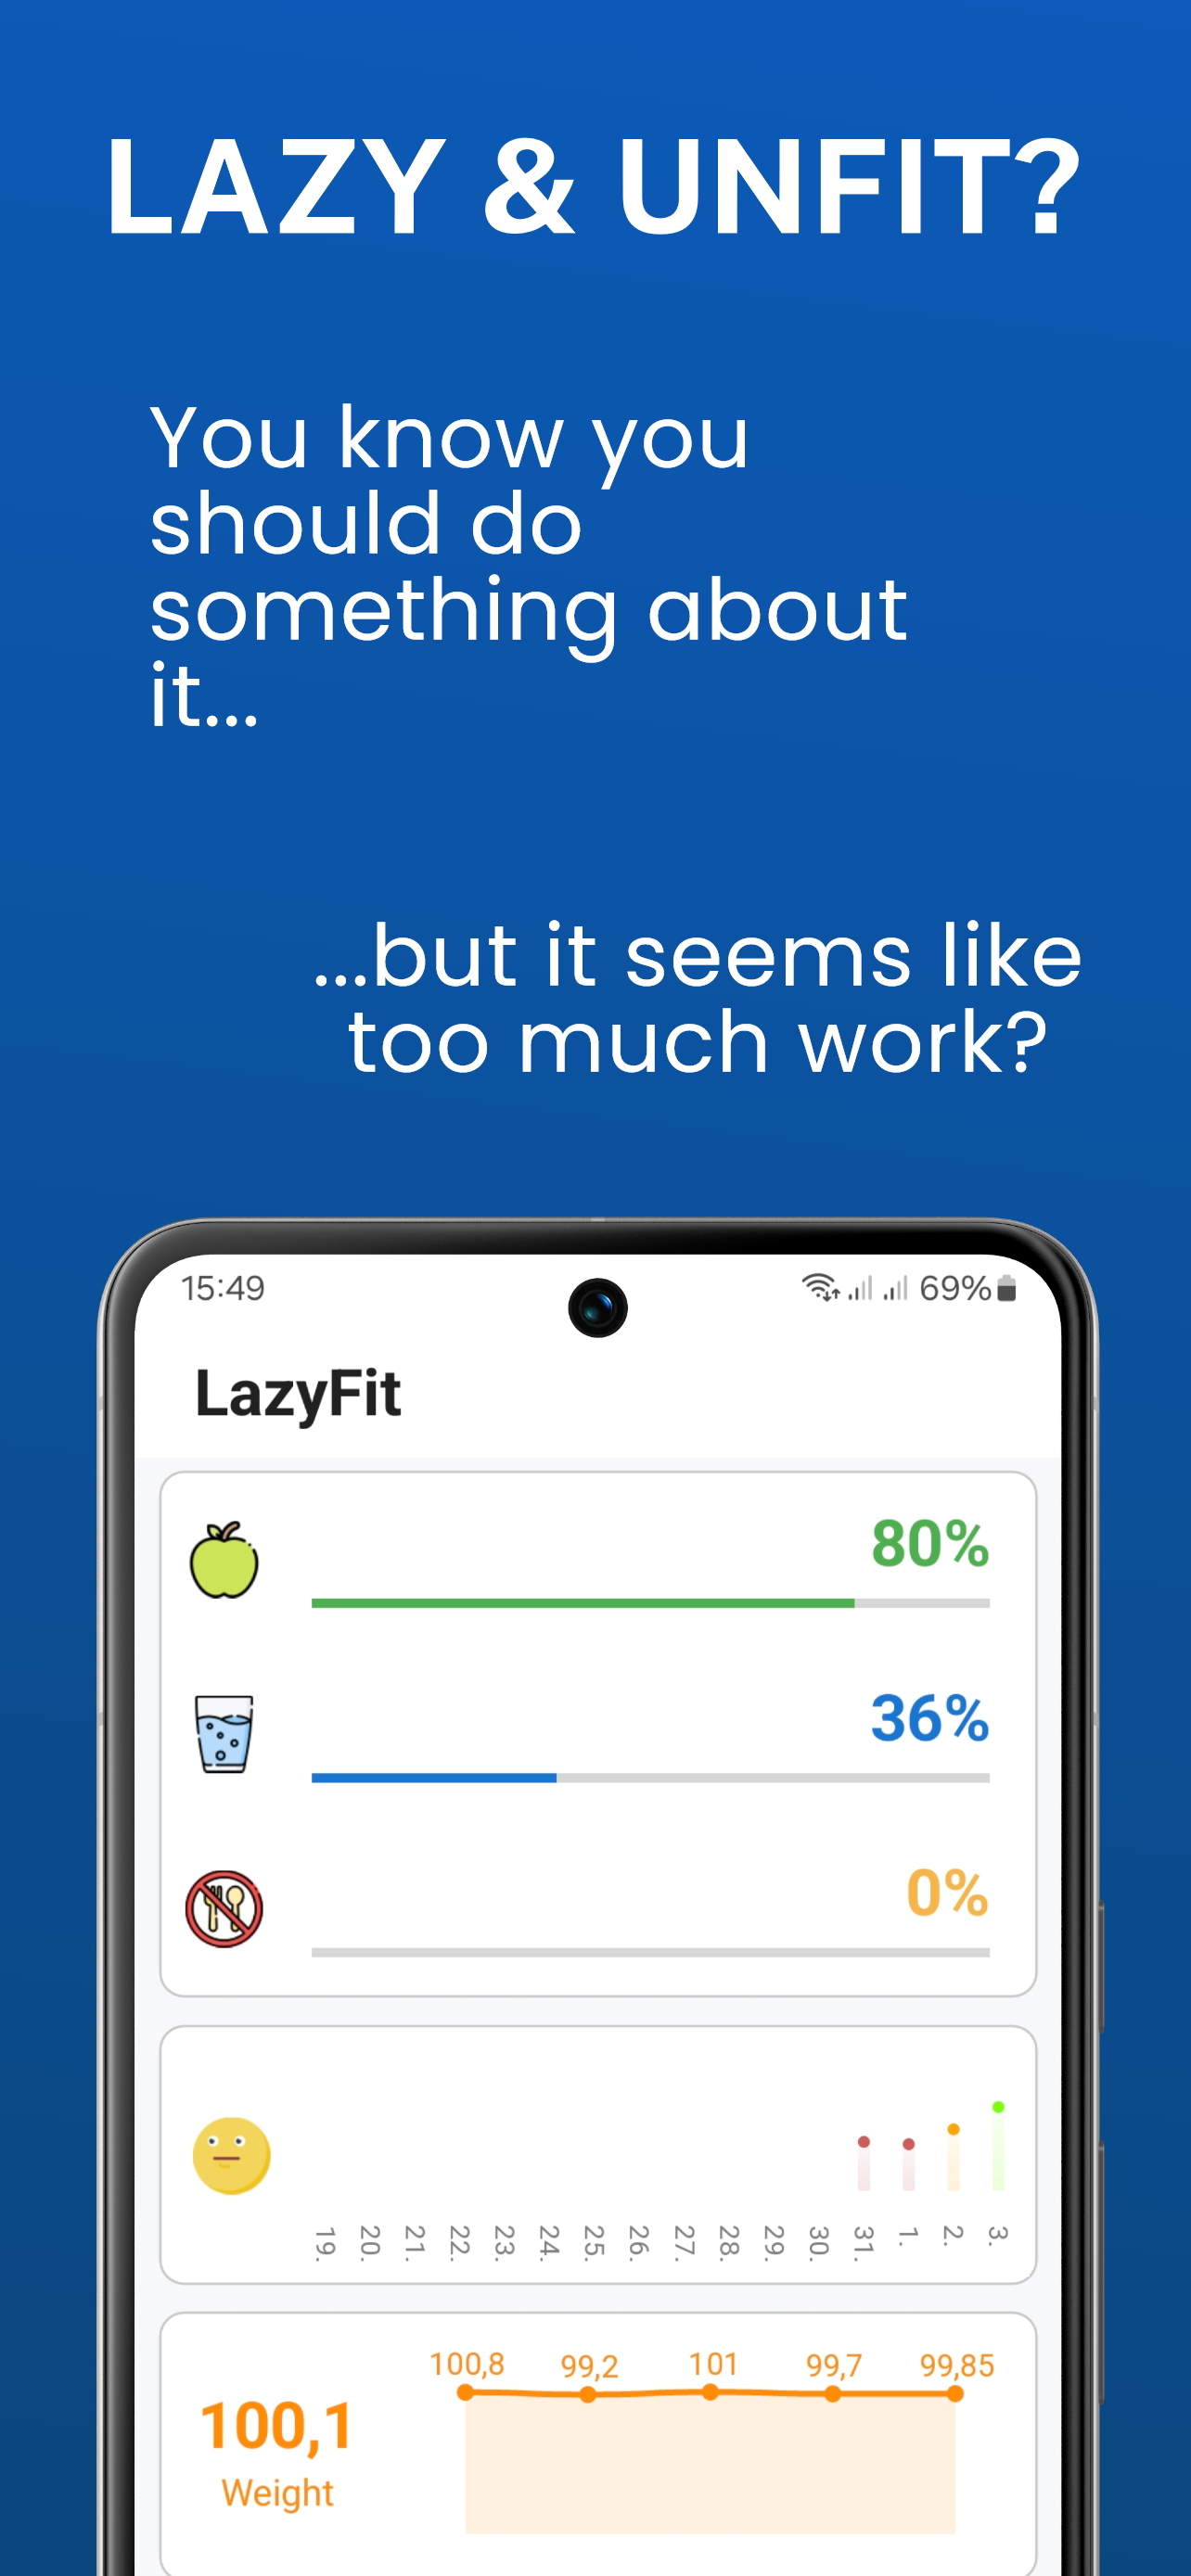 LAZY & UNFIT?
You know you
should do
something about
it...
...but it seems like
too much work?
15:49 69%
LazyFit
80%
36%
0%
19. 20. 21. 22. 23. 24. 25. 26. 27. 28. 29. 30. 31. 1. 2. 3.
100,8 99,2 101 99,7 99,85
100,1
Weight